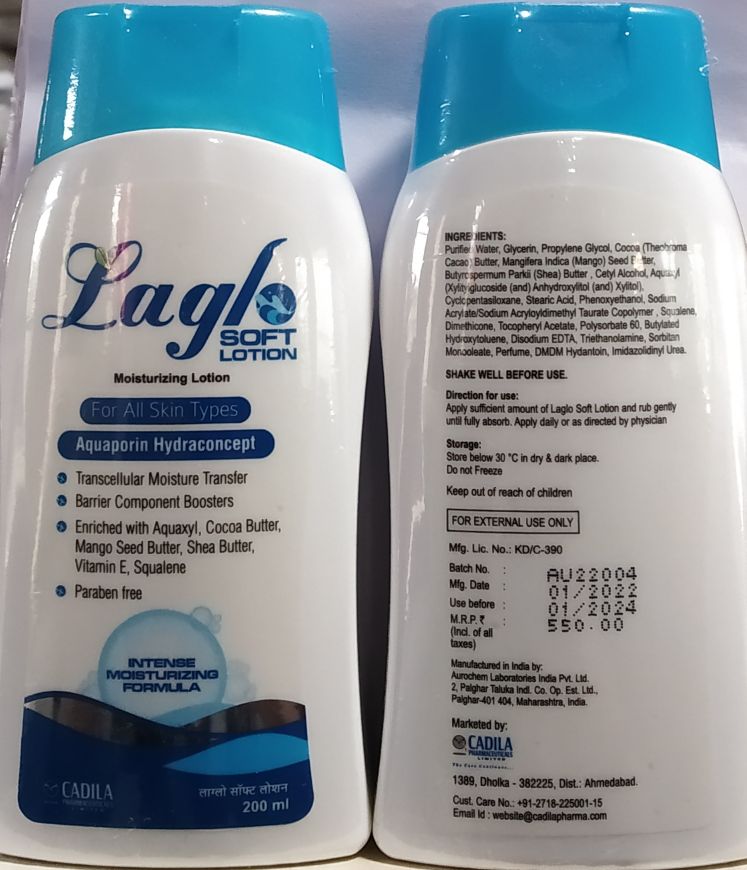 Laglo
SOFT
LOTION
Moisturizing Lotion
For All Skin Types
Aquaporin Hydraconcept
Transcellular Moisture Transfer
Barrier Component Boosters
Enriched with Aquaxyl, Cocoa Butter,
Mango Seed Butter, Shea Butter,
Vitamin E, Squalene
Paraben free
INTENSE
MOISTURIZING
FORMULA
CADILA
PHARMACEUTICALS
LIMITED
लाग्लो सॉफ्ट लोशन
200 ml
INGREDIENTS:
Purified Water, Glycerin, Propylene Glycol, Cocoa (Theobroma
Cacao) Butter, Mangifera Indica (Mango) Seed Butter,
Butyrospermum Parkii (Shea) Butter , Cetyl Alcohol, Aquaxyl
(Xylitylglucoside (and) Anhydroxylitol (and) Xylitol),
Cyclopentasiloxane, Stearic Acid, Phenoxyethanol, Sodium
Acrylate/Sodium Acryloyldimethyl Taurate Copolymer , Squalene,
Dimethicone, Tocopheryl Acetate, Polysorbate 60, Butylated
Hydroxytoluene, Disodium EDTA, Triethanolamine, Sorbitan
Monooleate, Perfume, DMDM Hydantoin, Imidazolidinyl Urea.
SHAKE WELL BEFORE USE.
Direction for use:
Apply sufficient amount of Laglo Soft Lotion and rub gently
until fully absorb. Apply daily or as directed by physician
Storage:
Store below 30 °C in dry & dark place.
Do not Freeze
Keep out of reach of children
FOR EXTERNAL USE ONLY
Mfg. Lic. No.: KD/C-390
Batch No. : AU22004
Mfg. Date : 01/2022
Use before : 01/2024
M.R.P. ₹ : 550.00
(Incl. of all
taxes)
Manufactured in India by:
Aurochem Laboratories India Pvt. Ltd.
2, Palghar Taluka Indl. Co. Op. Est. Ltd.,
Palghar-401 404, Maharashtra, India.
Marketed by:
CADILA
PHARMACEUTICALS
LIMITED
The Care Continues...
1389, Dholka - 382225, Dist.: Ahmedabad.
Cust. Care No.: +91-2718-225001-15
Email Id : website@cadilapharma.com